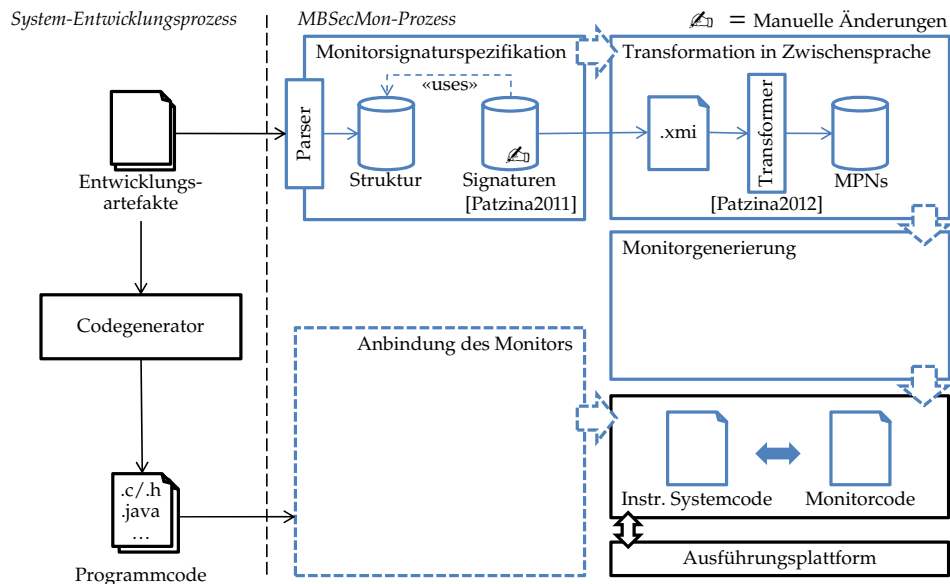 System-Entwicklungsprozess
MBSecMon-Prozess
= Manuelle Änderungen
Monitorsignaturspezifikation
Transformation in Zwischensprache
«uses»
Parser
.xmi
Transformer
Entwicklungs-
artefakte
Struktur
Signaturen
[Patzina2011]
MPNs
[Patzina2012]
Monitorgenerierung
Codegenerator
Anbindung des Monitors
.c/.h
.java
...
Programmcode
Instr. Systemcode
Monitorcode
Ausführungsplattform